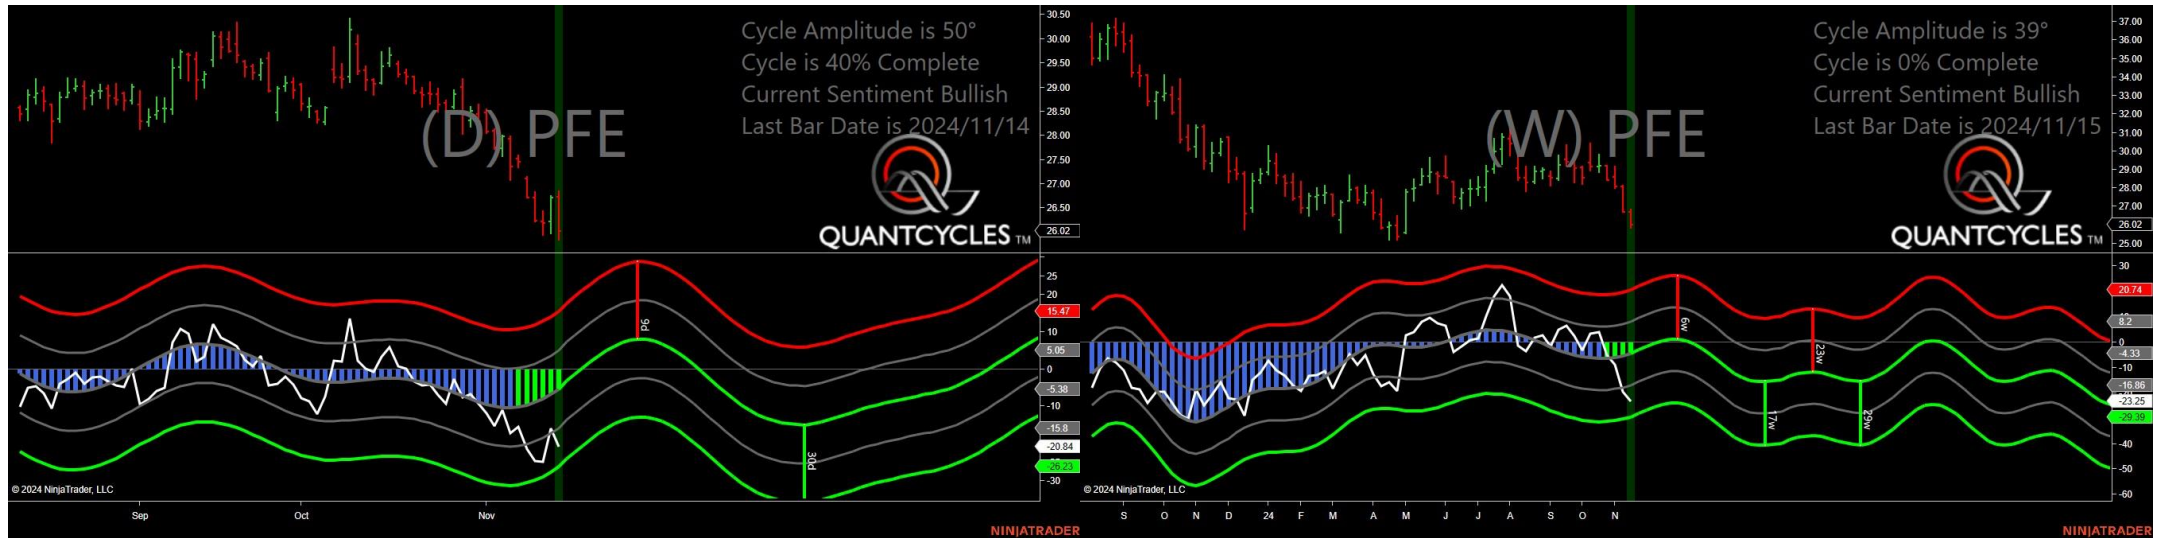 Cycle Amplitude is 50°
Cycle is 40% Complete
Current Sentiment Bullish
Last Bar Date is 2024/11/14
(D) PFE
QUANTCYCLES TM
30.50
30.00
29.50
29.00
28.50
28.00
27.50
27.00
26.50
26.02
25
20
15.47
10
5.05
0
-5.38
-10
-15.8
-20.84
-26.23
-30
9d
30d
© 2024 NinjaTrader, LLC
Sep
Oct
Nov
NINJATRADER
Cycle Amplitude is 39°
Cycle is 0% Complete
Current Sentiment Bullish
Last Bar Date is 2024/11/15
(W) PFE
QUANTCYCLES TM
37.00
36.00
35.00
34.00
33.00
32.00
31.00
30.00
29.00
28.00
27.00
26.02
25.00
30
20.74
8.2
0
-4.33
-10
-16.86
-23.25
-29.39
-40
-50
-60
6w
23w
17w
29w
© 2024 NinjaTrader, LLC
S O N D 24 F M A M J J A S O N
NINJATRADER